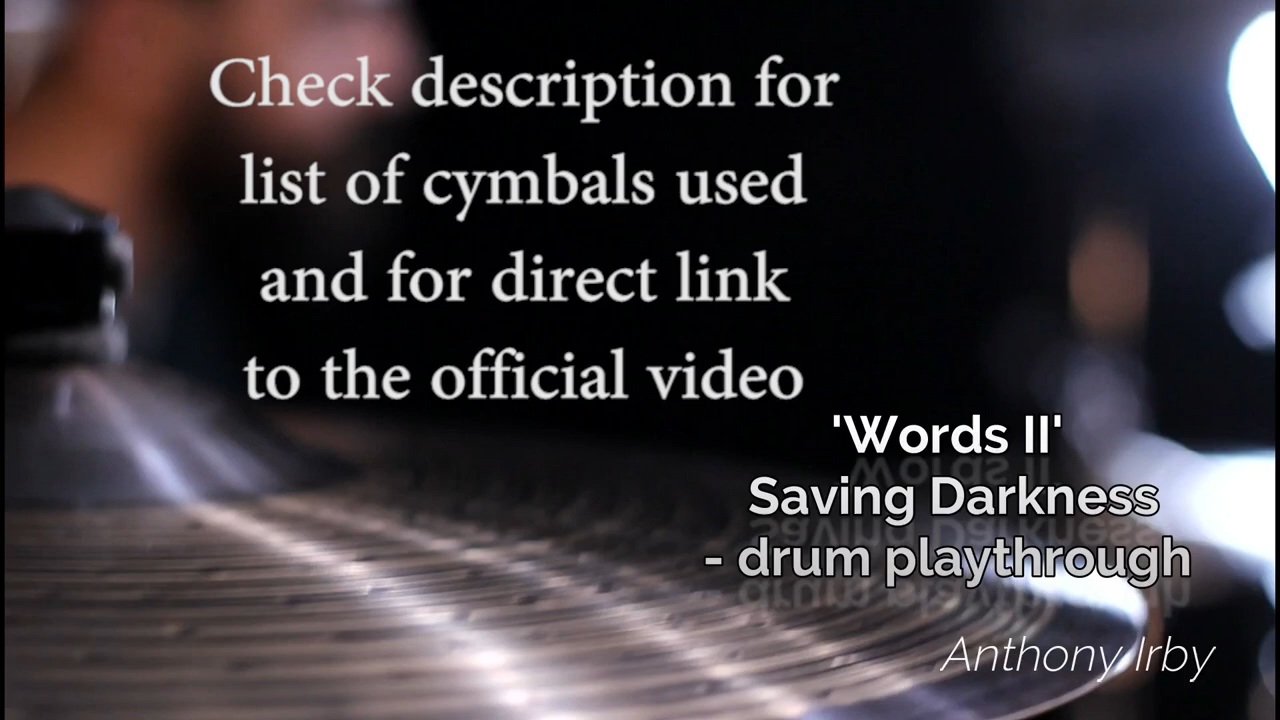 Check description for
list of cymbals used
and for direct link
to the official video
'Words II'
Saving Darkness
- drum playthrough
Anthony Irby